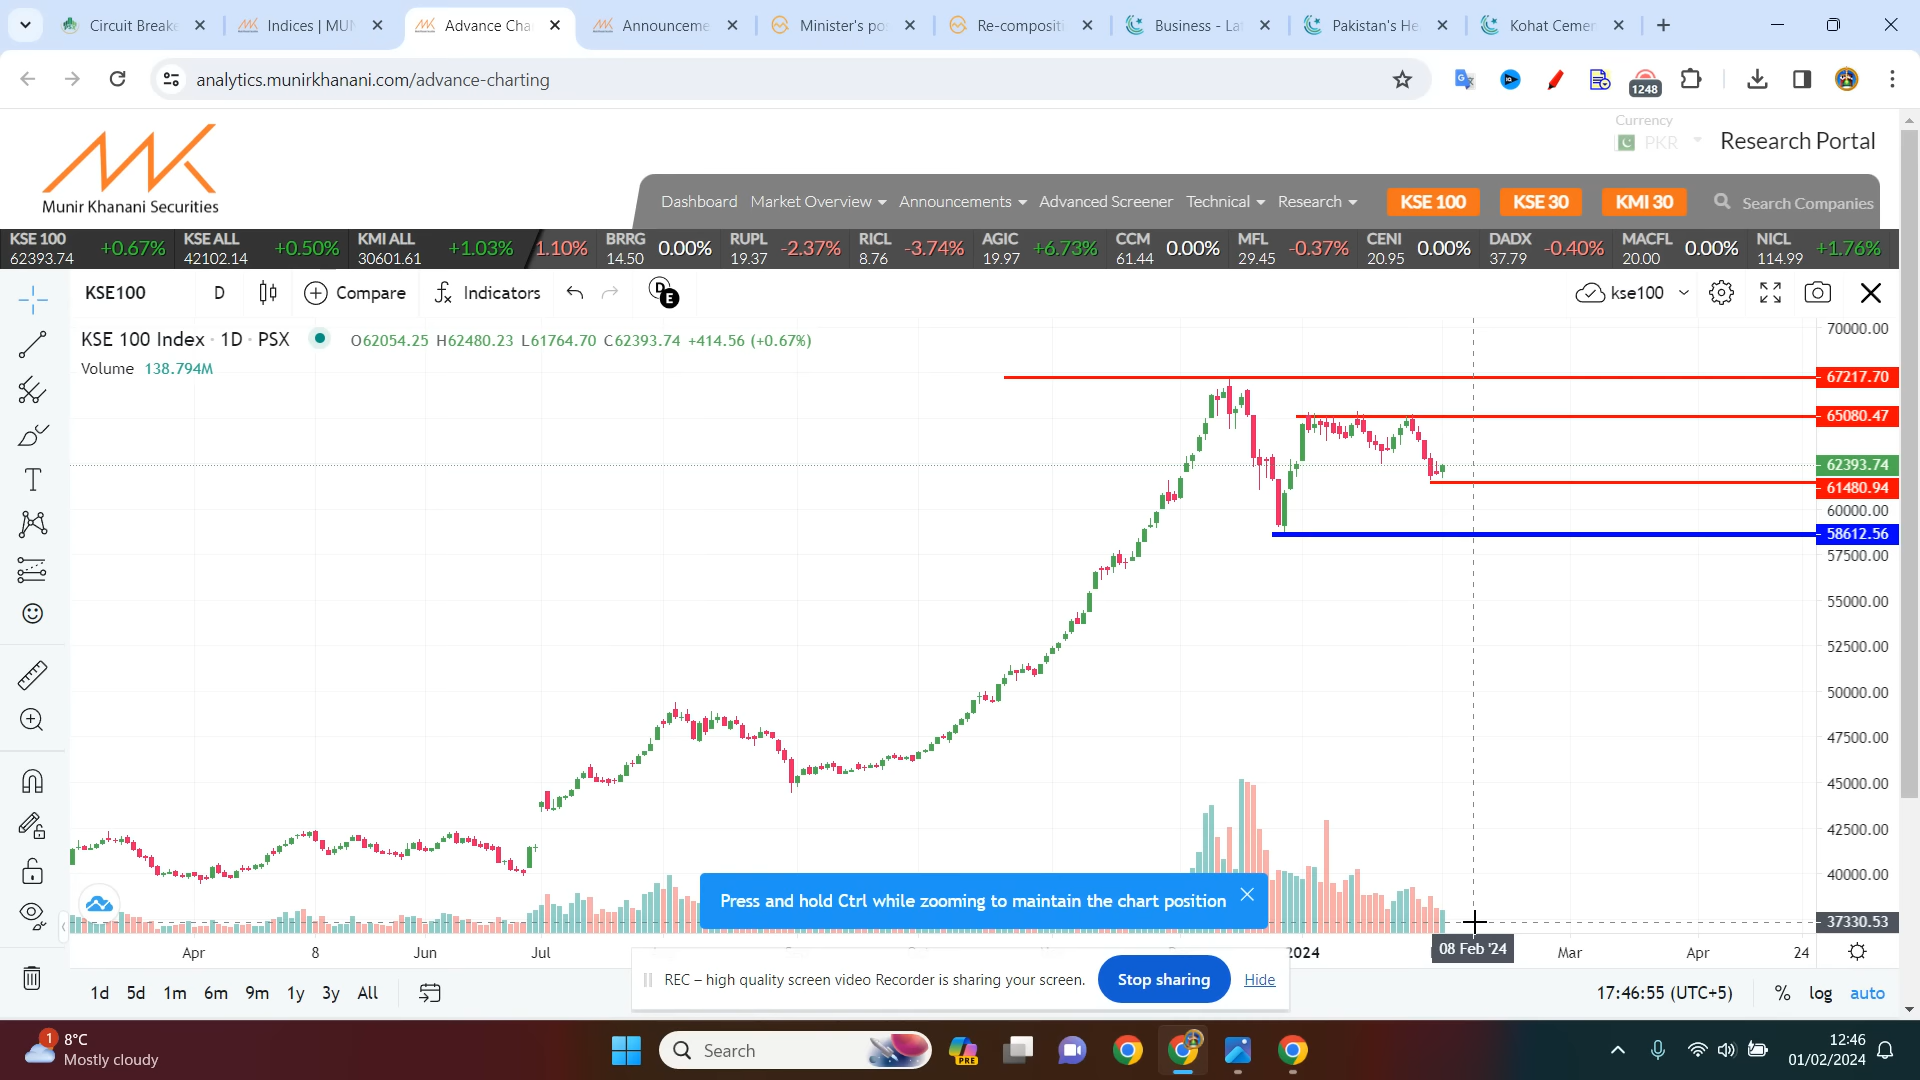 Circuit Breake
Indices | MUN
Advance Cha
Announceme
Minister's po
Re-compositi
Business - La
Pakistan's He
Kohat Cemen
analytics.munirkhanani.com/advance-charting
1248
Munir Khanani Securities
Currency
PKR
Research Portal
Dashboard Market Overview Announcements Advanced Screener Technical Research KSE 100 KSE 30 KMI 30 Search Companies
KSE 100 62393.74 +0.67%
KSE ALL 42102.14 +0.50%
KMI ALL 30601.61 +1.03%
1.10%
BRRG 14.50 0.00%
RUPL 19.37 -2.37%
RICL 8.76 -3.74%
AGIC 19.97 +6.73%
CCM 61.44 0.00%
MFL 29.45 -0.37%
CENI 20.95 0.00%
DADX 37.79 -0.40%
MACFL 20.00 0.00%
NICL 114.99 +1.76%
KSE100 D Compare Indicators D E kse100
KSE 100 Index · 1D · PSX O62054.25 H62480.23 L61764.70 C62393.74 +414.56 (+0.67%)
Volume 138.794M
70000.00
67217.70
65080.47
62393.74
61480.94
60000.00
58612.56
57500.00
55000.00
52500.00
50000.00
47500.00
45000.00
42500.00
40000.00
37330.53
Press and hold Ctrl while zooming to maintain the chart position
Apr 8 Jun Jul 2024 08 Feb '24 Mar Apr 24
1d 5d 1m 6m 9m 1y 3y All
REC – high quality screen video Recorder is sharing your screen. Stop sharing Hide
17:46:55 (UTC+5) % log auto
1
8°C
Mostly cloudy
Search
PRE
12:46
01/02/2024